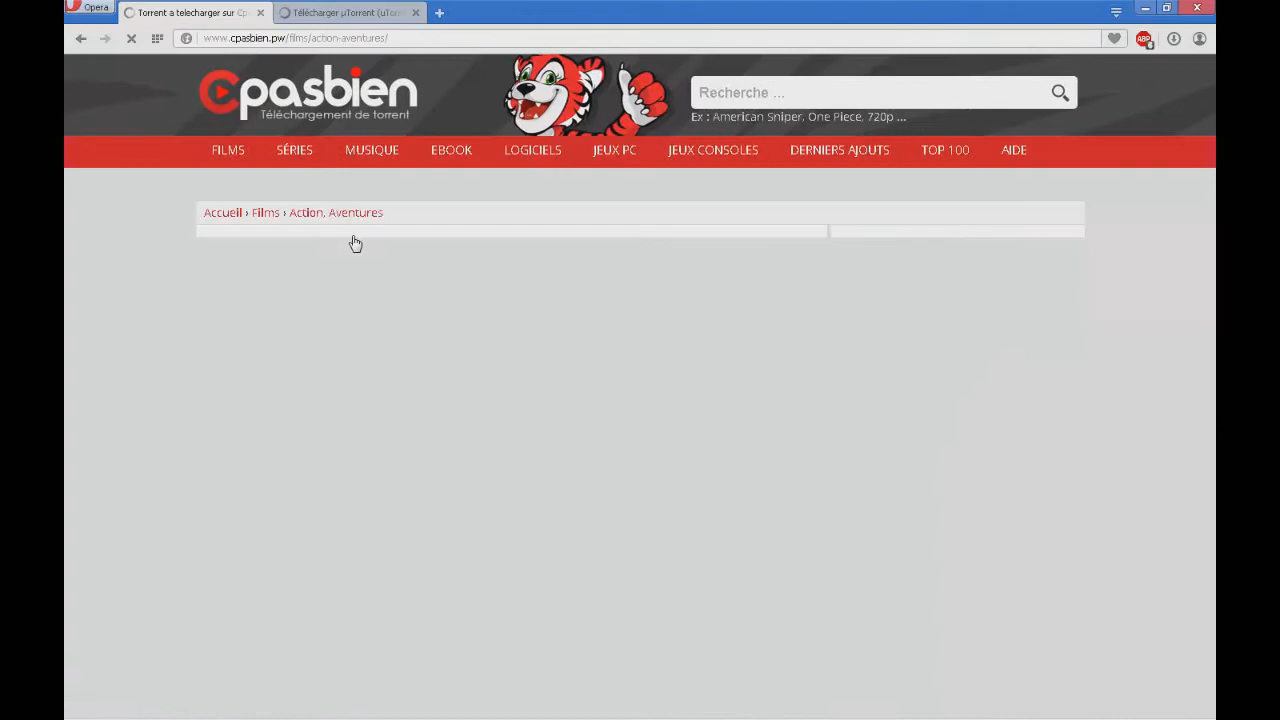 Opera
Torrent a telecharger sur Cp
Télécharger µTorrent (uTor
www.cpasbien.pw/films/action-aventures/
ABP
Cpasbien
Téléchargement de torrent
Recherche ...
Ex : American Sniper, One Piece, 720p ...
FILMS SÉRIES MUSIQUE EBOOK LOGICIELS JEUX PC JEUX CONSOLES DERNIERS AJOUTS TOP 100 AIDE
Accueil › Films › Action, Aventures